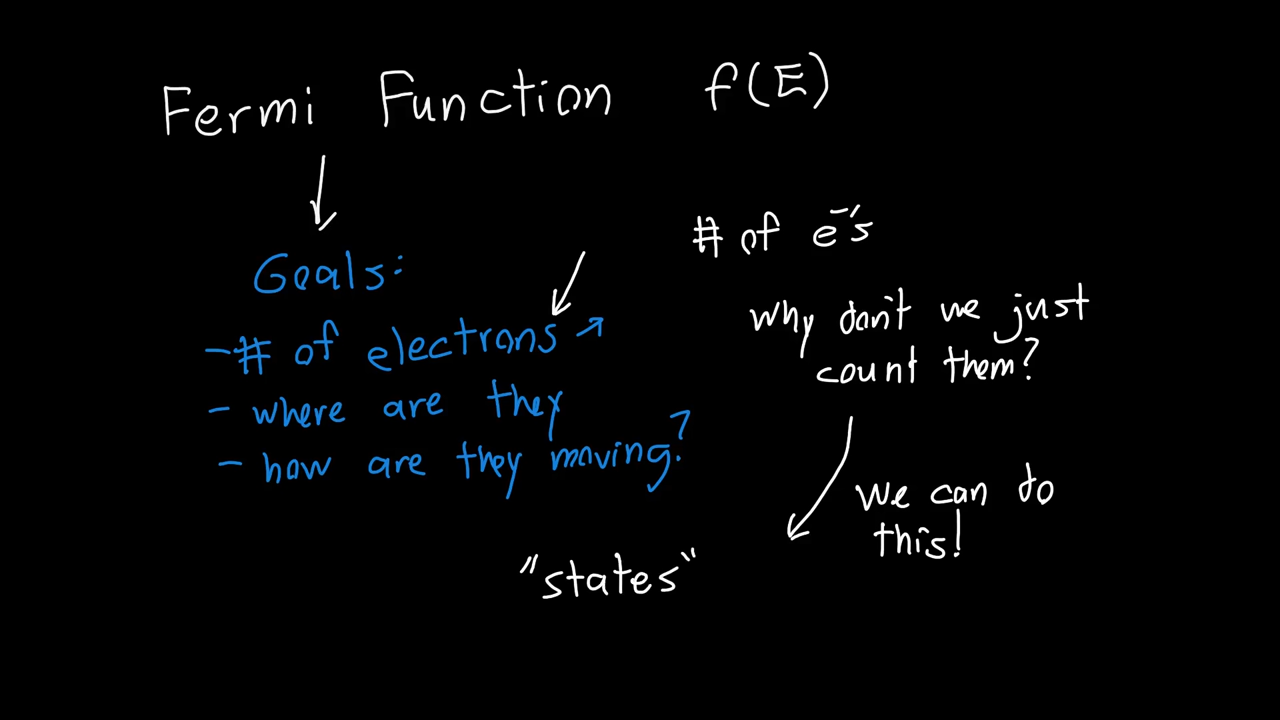 Fermi Function f(E)
Goals:
- # of electrons
- where are they
- how are they moving?
# of e⁻'s
why don't we just
count them?
we can do
this!
"states"